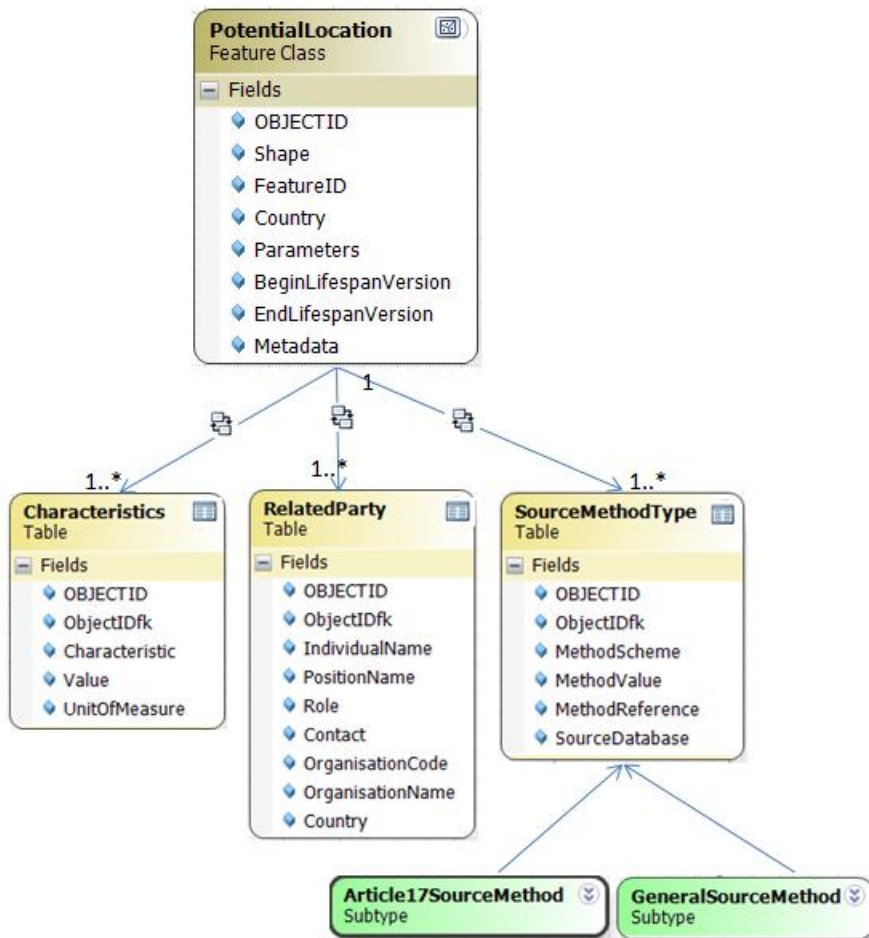 PotentialLocation
Feature Class
Fields
OBJECTID
Shape
FeatureID
Country
Parameters
BeginLifespanVersion
EndLifespanVersion
Metadata
1
1..*
1..*
1..*
Characteristics
Table
Fields
OBJECTID
ObjectIDfk
Characteristic
Value
UnitOfMeasure
RelatedParty
Table
Fields
OBJECTID
ObjectIDfk
IndividualName
PositionName
Role
Contact
OrganisationCode
OrganisationName
Country
SourceMethodType
Table
Fields
OBJECTID
ObjectIDfk
MethodScheme
MethodValue
MethodReference
SourceDatabase
Article17SourceMethod
Subtype
GeneralSourceMethod
Subtype